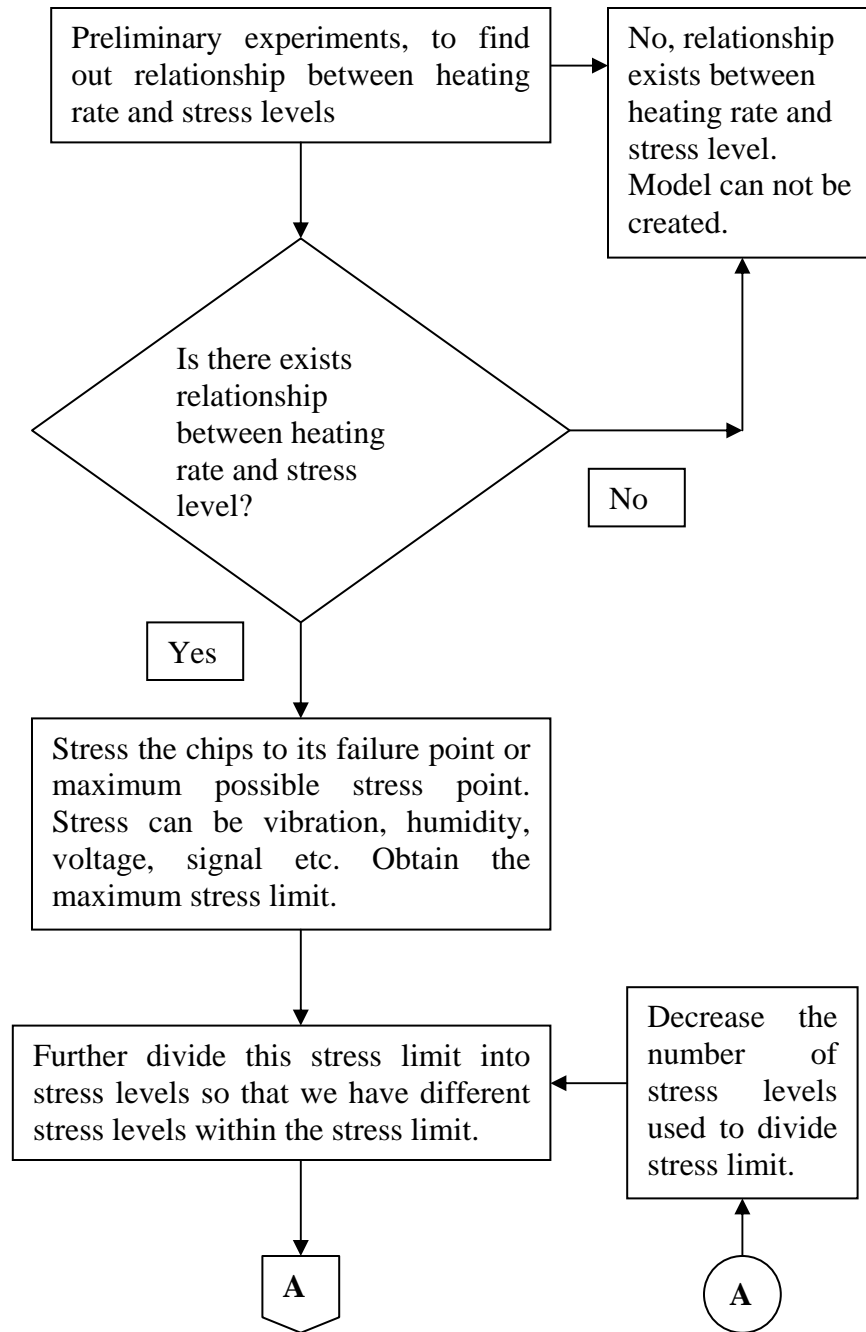 Preliminary experiments, to find
out relationship between heating
rate and stress levels
No, relationship
exists between
heating rate and
stress level.
Model can not be
created.
Is there exists
relationship
between heating
rate and stress
level?
No
Yes
Stress the chips to its failure point or
maximum possible stress point.
Stress can be vibration, humidity,
voltage, signal etc. Obtain the
maximum stress limit.
Further divide this stress limit into
stress levels so that we have different
stress levels within the stress limit.
Decrease the
number of
stress levels
used to divide
stress limit.
A
A